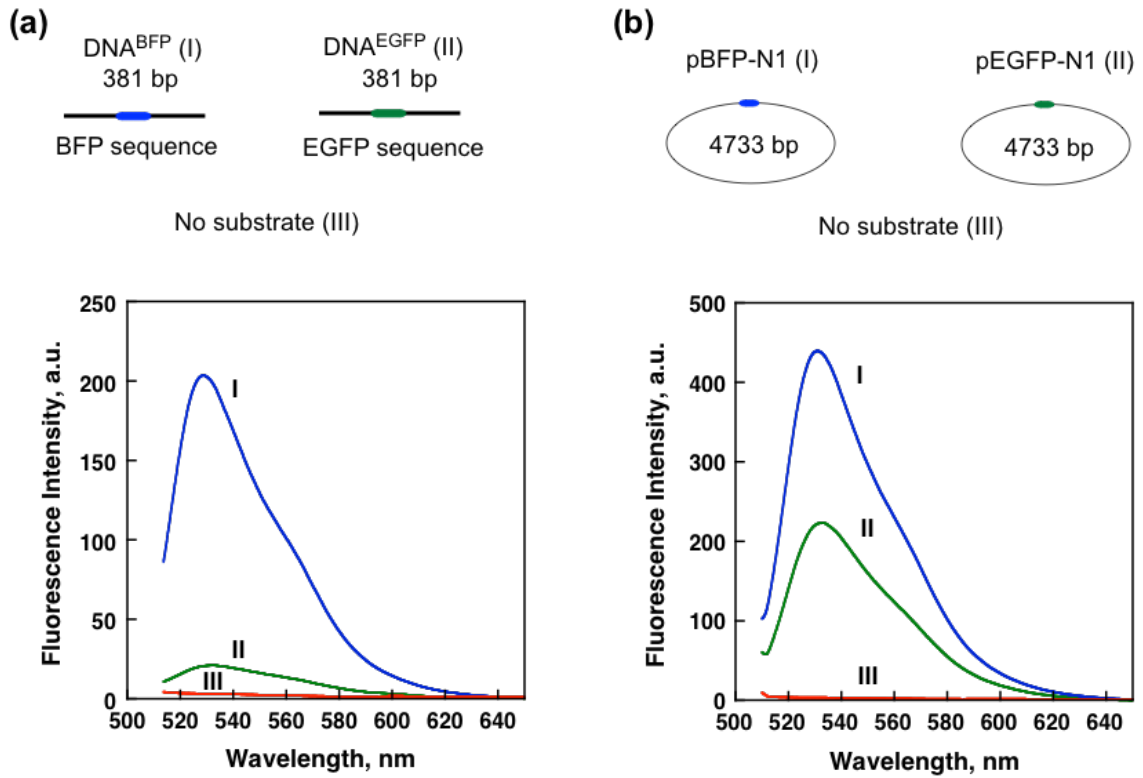 (a)
DNA^BFP (I)
381 bp
BFP sequence
DNA^EGFP (II)
381 bp
EGFP sequence
No substrate (III)
250
200
150
100
50
0
Fluorescence Intensity, a.u.
I
II
III
500 520 540 560 580 600 620 640
Wavelength, nm
(b)
pBFP-N1 (I)
4733 bp
pEGFP-N1 (II)
4733 bp
No substrate (III)
500
400
300
200
100
0
Fluorescence Intensity, a.u.
I
II
III
500 520 540 560 580 600 620 640
Wavelength, nm